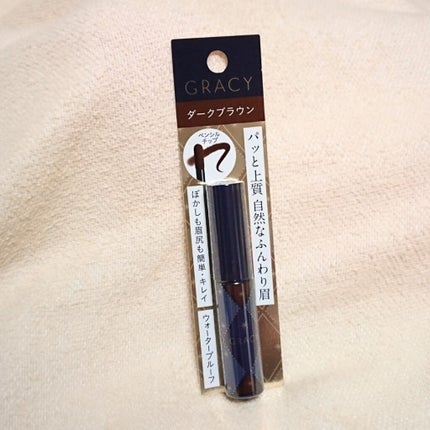 GRACY
ダークブラウン
ペンシル
チップ
パッと上質 自然なふんわり眉
ぼかしも眉尻も簡単・キレイ
ウォータープルーフ
GRACY